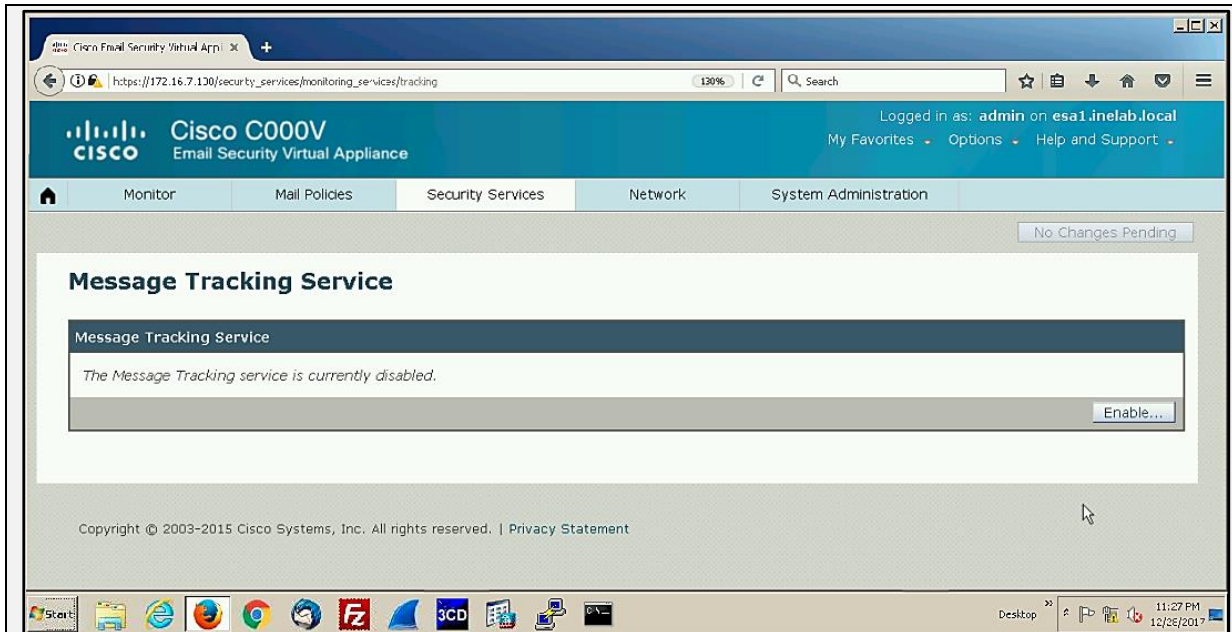 Cisco Email Security Virtual Appl
https://172.16.7.100/security_services/monitoring_services/tracking
130%
Search
Logged in as: admin on esa1.inelab.local
CISCO
Cisco C000V
Email Security Virtual Appliance
My Favorites Options Help and Support
Monitor Mail Policies Security Services Network System Administration
No Changes Pending
Message Tracking Service
Message Tracking Service
The Message Tracking service is currently disabled.
Enable...
Copyright © 2003-2015 Cisco Systems, Inc. All rights reserved. | Privacy Statement
Start
3CD
Desktop
11:27 PM
12/28/2017